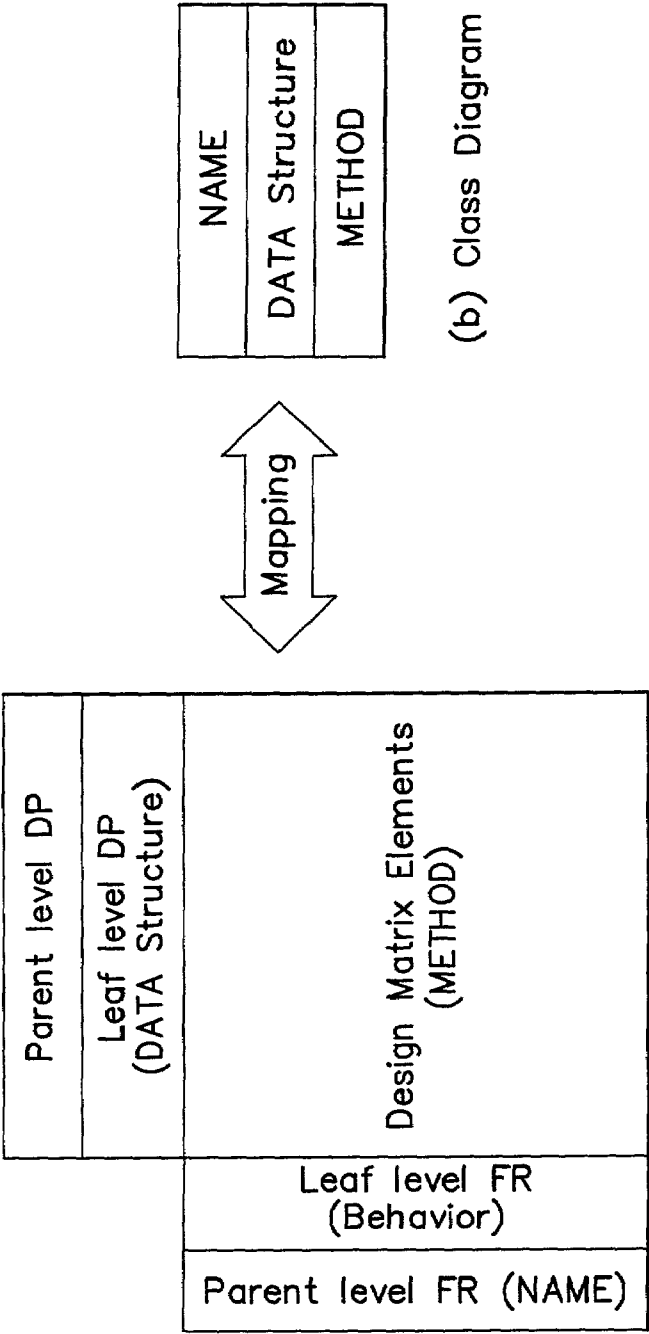 Parent level DP
Leaf level DP
(DATA Structure)
Parent level FR (NAME)
Leaf level FR
(Behavior)
Design Matrix Elements
(METHOD)
Mapping
NAME
DATA Structure
METHOD
(b) Class Diagram